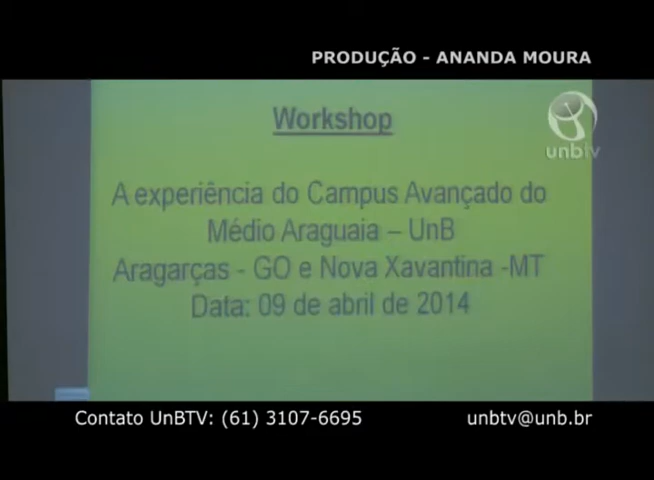 PRODUÇÃO - ANANDA MOURA
Workshop
unbtv
A experiência do Campus Avançado do
Médio Araguaia – UnB
Aragarças - GO e Nova Xavantina -MT
Data: 09 de abril de 2014
Contato UnBTV: (61) 3107-6695
unbtv@unb.br